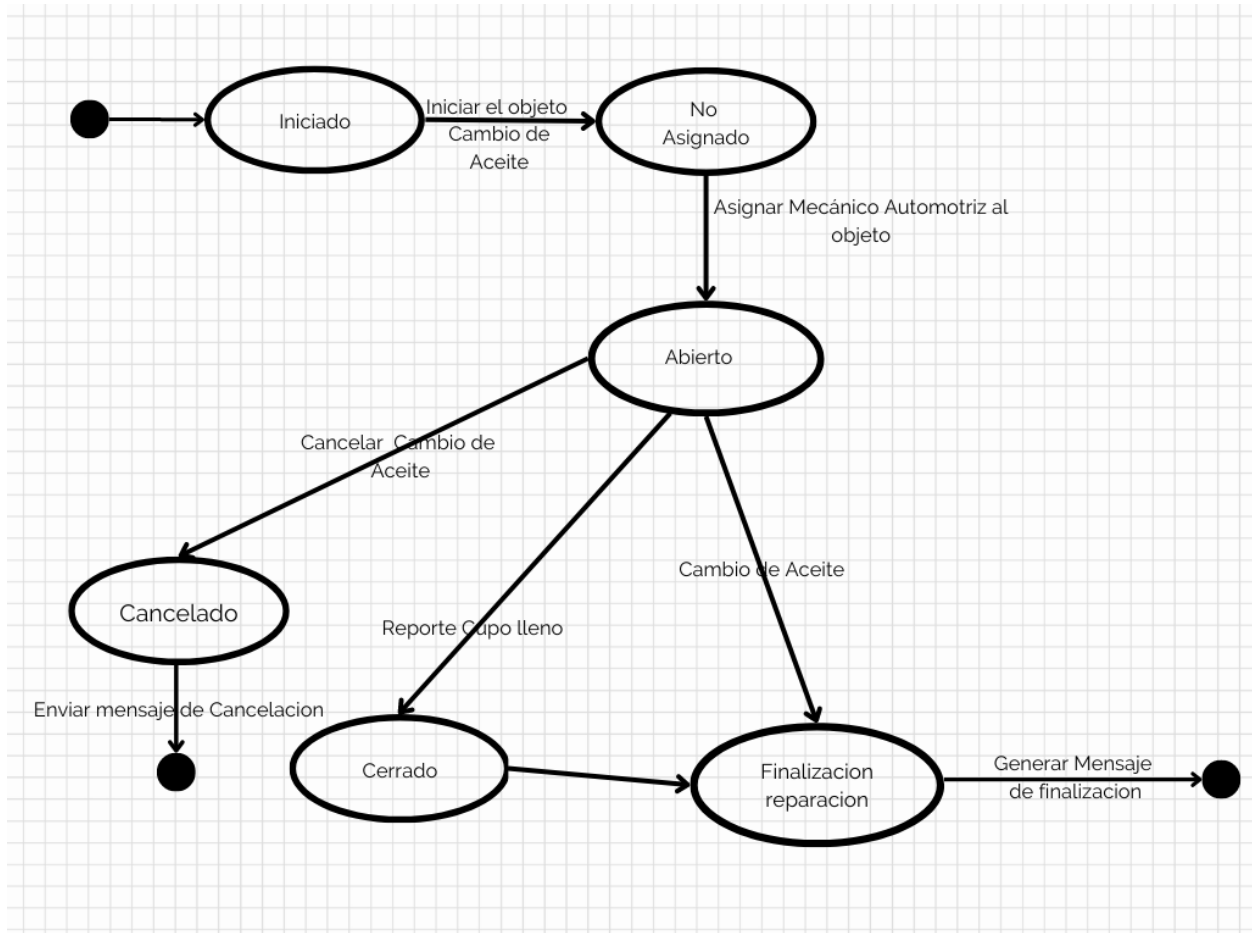 Iniciado
Iniciar el objeto
Cambio de
Aceite
No
Asignado
Asignar Mecánico Automotriz al
objeto
Abierto
Cancelar Cambio de
Aceite
Cambio de Aceite
Cancelado
Reporte Cupo lleno
Enviar mensaje de Cancelacion
Cerrado
Finalizacion
reparacion
Generar Mensaje
de finalizacion